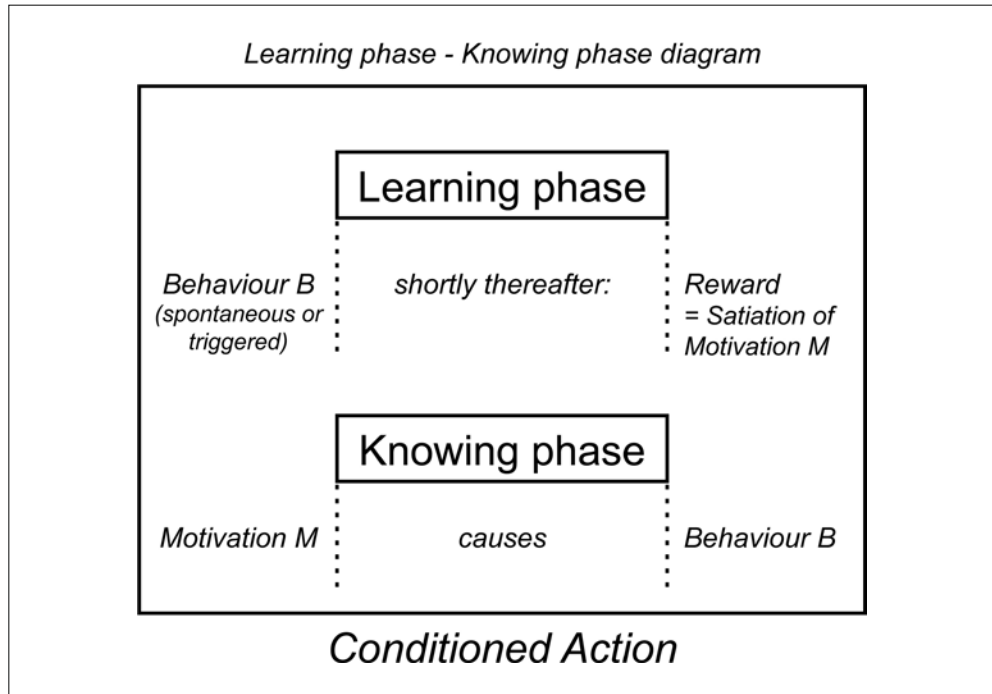 Learning phase - Knowing phase diagram
Learning phase
Behaviour B
(spontaneous or
triggered)
shortly thereafter:
Reward
= Satiation of
Motivation M
Knowing phase
Motivation M
causes
Behaviour B
Conditioned Action